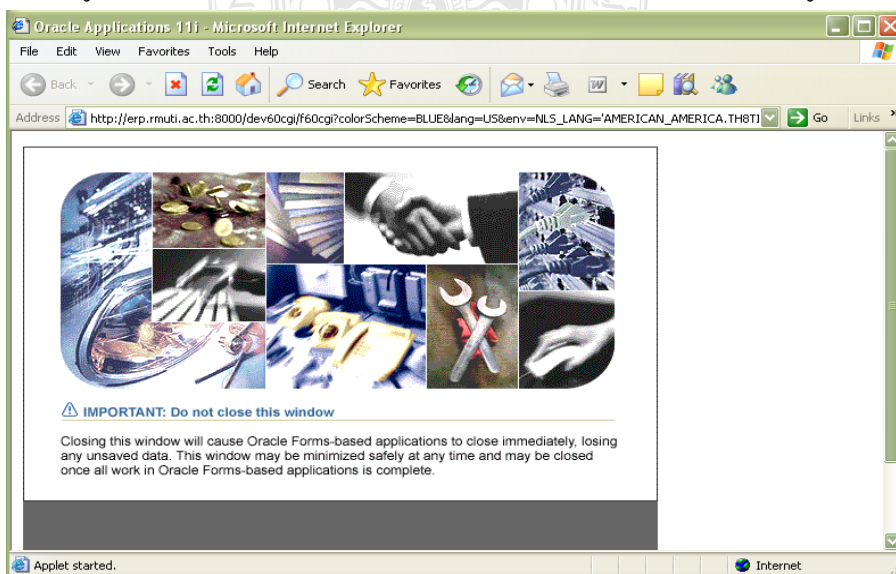 Oracle Applications 11i - Microsoft Internet Explorer
File Edit View Favorites Tools Help
Back Search Favorites
Address http://erp.rmuti.ac.th:8000/dev60cgi/f60cgi?colorScheme=BLUE&lang=US&env=NLS_LANG='AMERICAN_AMERICA.TH8TI Go Links »
IMPORTANT: Do not close this window
Closing this window will cause Oracle Forms-based applications to close immediately, losing
any unsaved data. This window may be minimized safely at any time and may be closed
once all work in Oracle Forms-based applications is complete.
Applet started. Internet